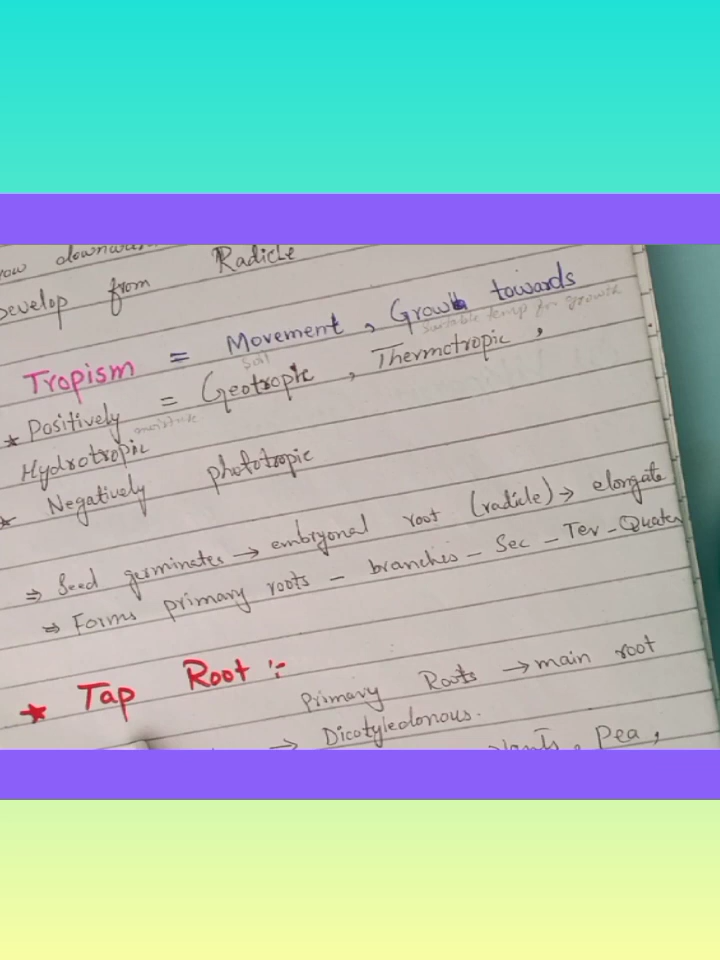 Radicle
Develop from
Tropism = Movement, Growth towards
suitable temp for growth
soil
* Positively = Geotropic, Thermotropic,
moisture
Hydrotropic
* Negatively phototropic
⇒ Seed germinates → embryonal root (radicle) → elongate
⇒ Forms primary roots - branches - Sec - Ter - Quater
★ Tap Root :-
Primary Roots → main root
→ Dicotyledonous.
Pea,